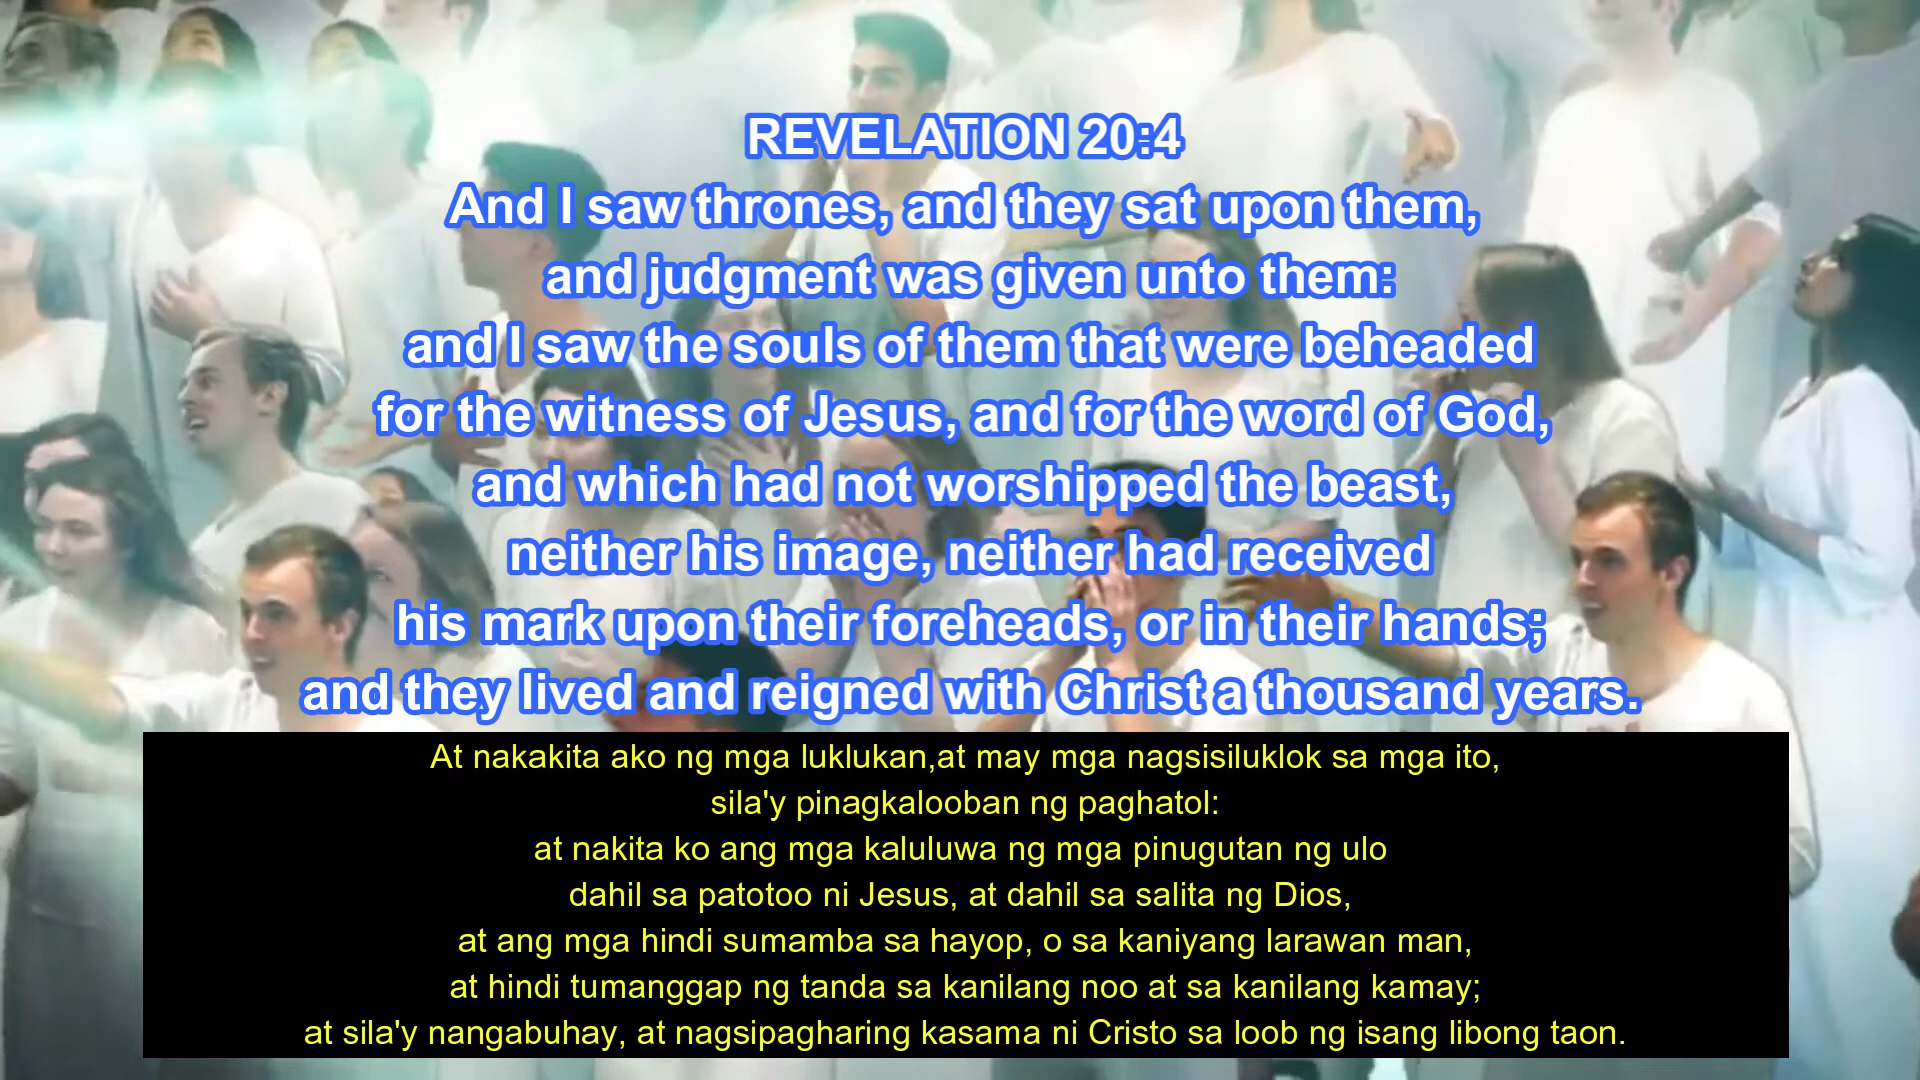 REVELATION 20:4
And I saw thrones, and they sat upon them,
and judgment was given unto them:
and I saw the souls of them that were beheaded
for the witness of Jesus, and for the word of God,
and which had not worshipped the beast,
neither his image, neither had received
his mark upon their foreheads, or in their hands;
and they lived and reigned with Christ a thousand years.
At nakakita ako ng mga luklukan,at may mga nagsisiluklok sa mga ito,
sila'y pinagkalooban ng paghatol:
at nakita ko ang mga kaluluwa ng mga pinugutan ng ulo
dahil sa patotoo ni Jesus, at dahil sa salita ng Dios,
at ang mga hindi sumamba sa hayop, o sa kaniyang larawan man,
at hindi tumanggap ng tanda sa kanilang noo at sa kanilang kamay;
at sila'y nangabuhay, at nagsipagharing kasama ni Cristo sa loob ng isang libong taon.